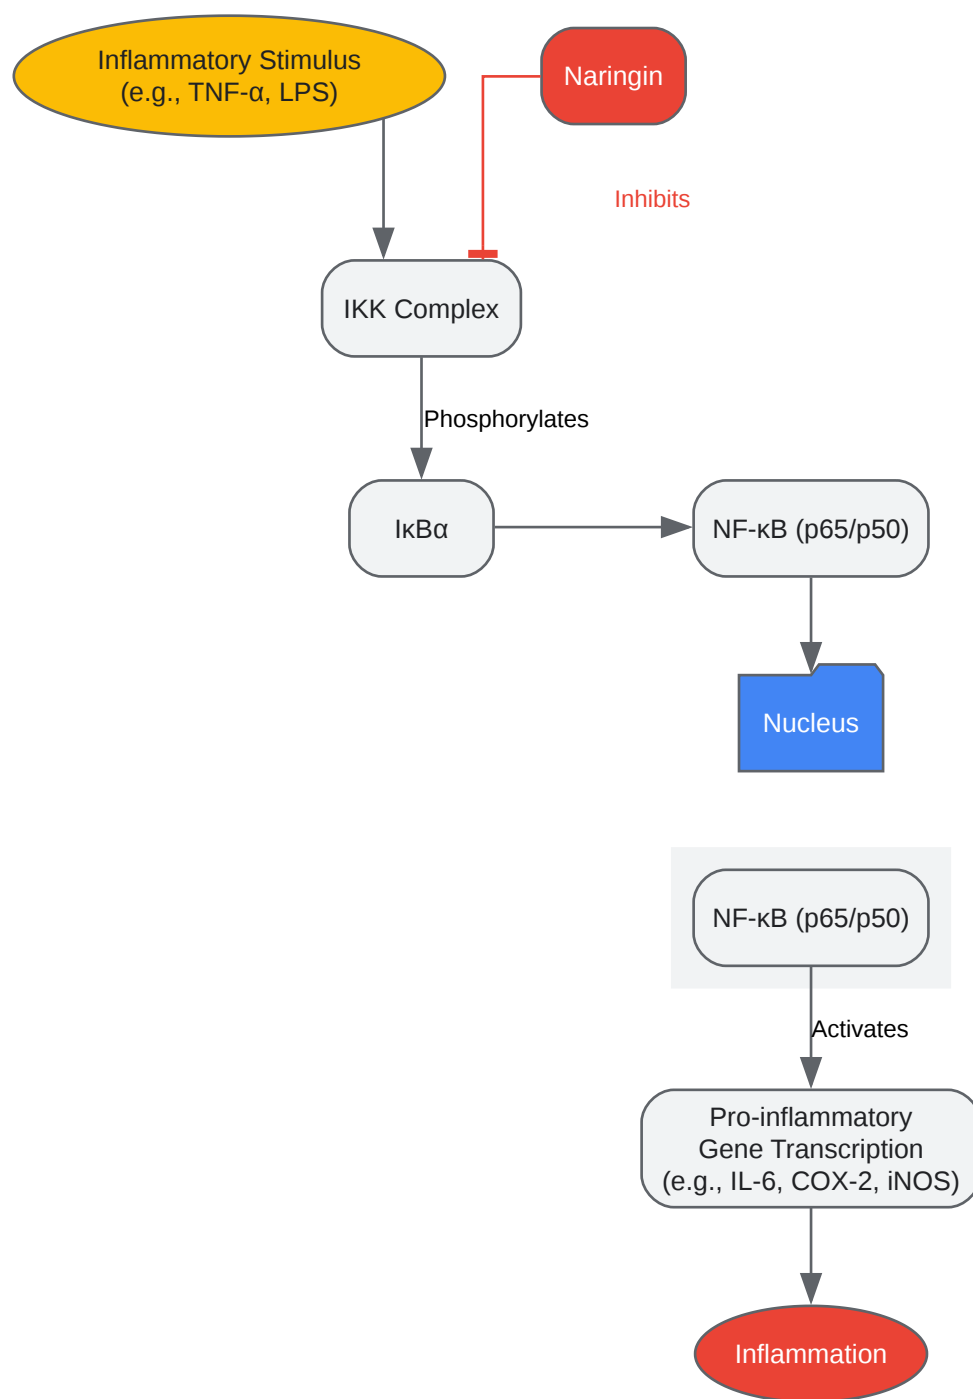 Inflammatory Stimulus
(e.g., TNF-α, LPS)
Naringin
Inhibits
IKK Complex
Phosphorylates
IκBα
NF-κB (p65/p50)
Nucleus
NF-κB (p65/p50)
Activates
Pro-inflammatory
Gene Transcription
(e.g., IL-6, COX-2, iNOS)
Inflammation